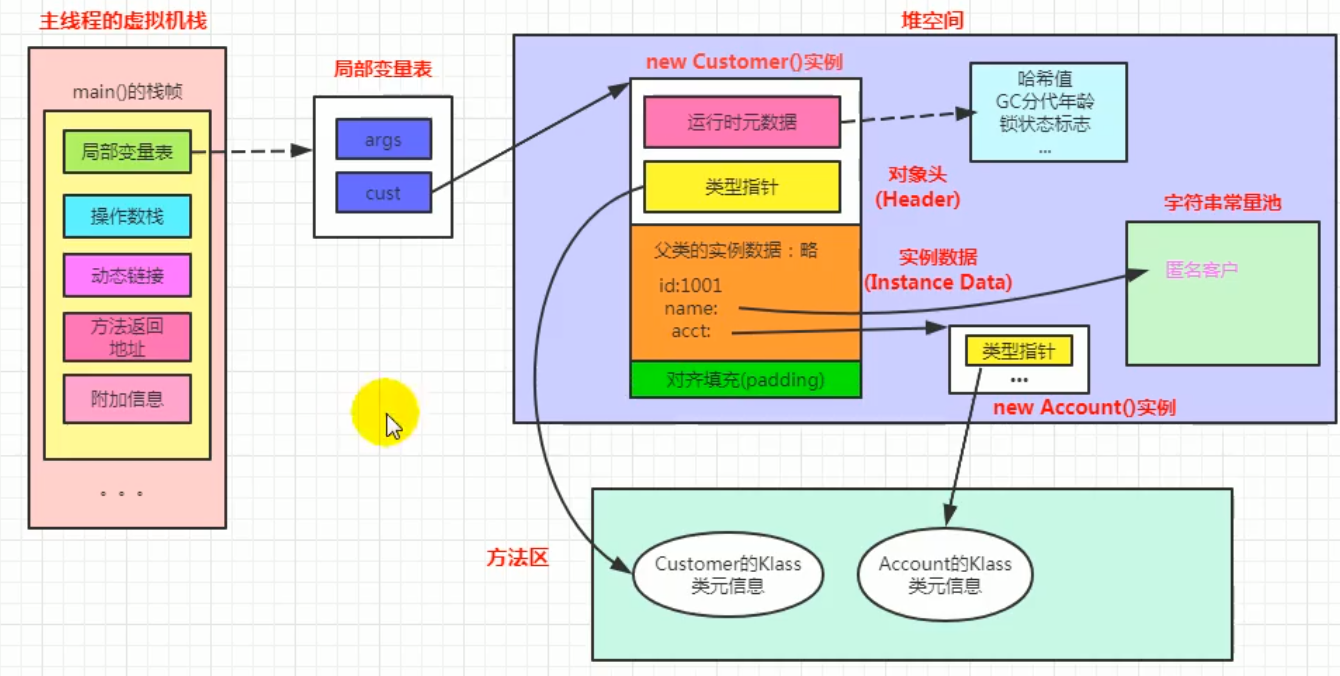 主线程的虚拟机栈
main()的栈帧
局部变量表
操作数栈
动态链接
方法返回
地址
附加信息
。。。
局部变量表
args
cust
堆空间
new Customer()实例
运行时元数据
类型指针
父类的实例数据：略
id:1001
name:
acct:
对齐填充(padding)
哈希值
GC分代年龄
锁状态标志
...
对象头
(Header)
实例数据
(Instance Data)
字符串常量池
匿名客户
类型指针
...
new Account()实例
方法区
Customer的Klass
类元信息
Account的Klass
类元信息